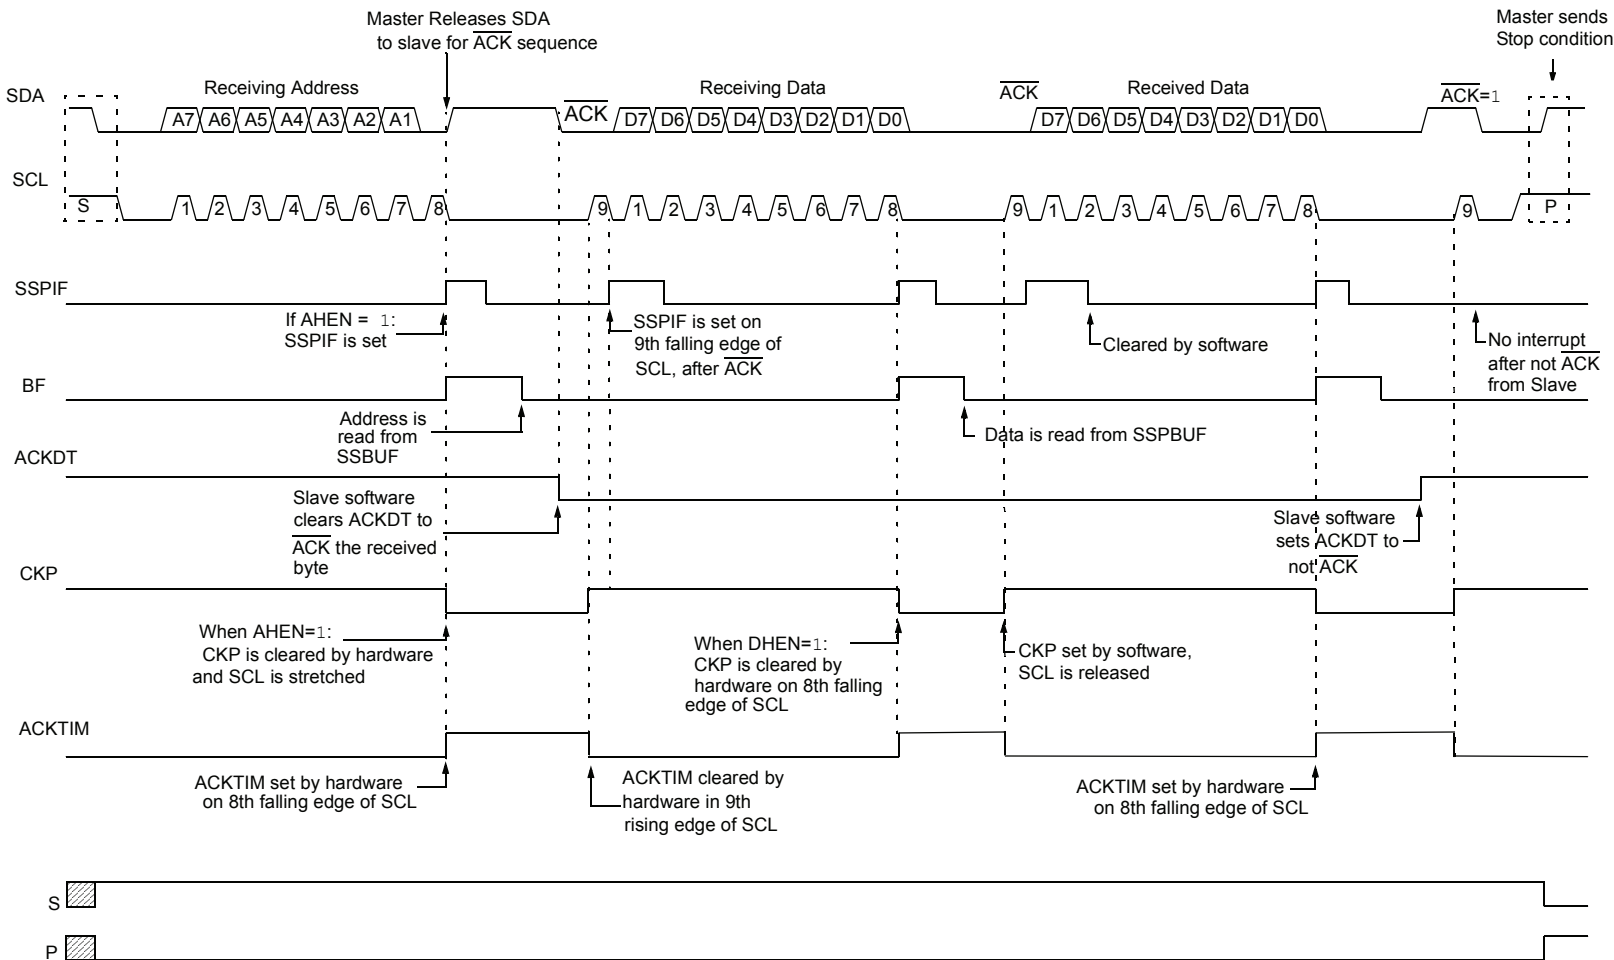 Master Releases SDA
to slave for ACK sequence
Master sends
Stop condition
SDA
Receiving Address
A7 A6 A5 A4 A3 A2 A1
ACK
Receiving Data
D7 D6 D5 D4 D3 D2 D1 D0
ACK
Received Data
D7 D6 D5 D4 D3 D2 D1 D0
ACK=1
SCL
S
1 2 3 4 5 6 7 8
9 1 2 3 4 5 6 7 8
9 1 2 3 4 5 6 7 8
9
P
SSPIF
If AHEN = 1:
SSPIF is set
SSPIF is set on
9th falling edge of
SCL, after ACK
Cleared by software
No interrupt
after not ACK
from Slave
BF
Address is
read from
SSBUF
Data is read from SSPBUF
ACKDT
Slave software
clears ACKDT to
ACK the received
byte
Slave software
sets ACKDT to
not ACK
CKP
When AHEN=1:
CKP is cleared by hardware
and SCL is stretched
When DHEN=1:
CKP is cleared by
hardware on 8th falling
edge of SCL
CKP set by software,
SCL is released
ACKTIM
ACKTIM set by hardware
on 8th falling edge of SCL
ACKTIM cleared by
hardware in 9th
rising edge of SCL
ACKTIM set by hardware
on 8th falling edge of SCL
S
P